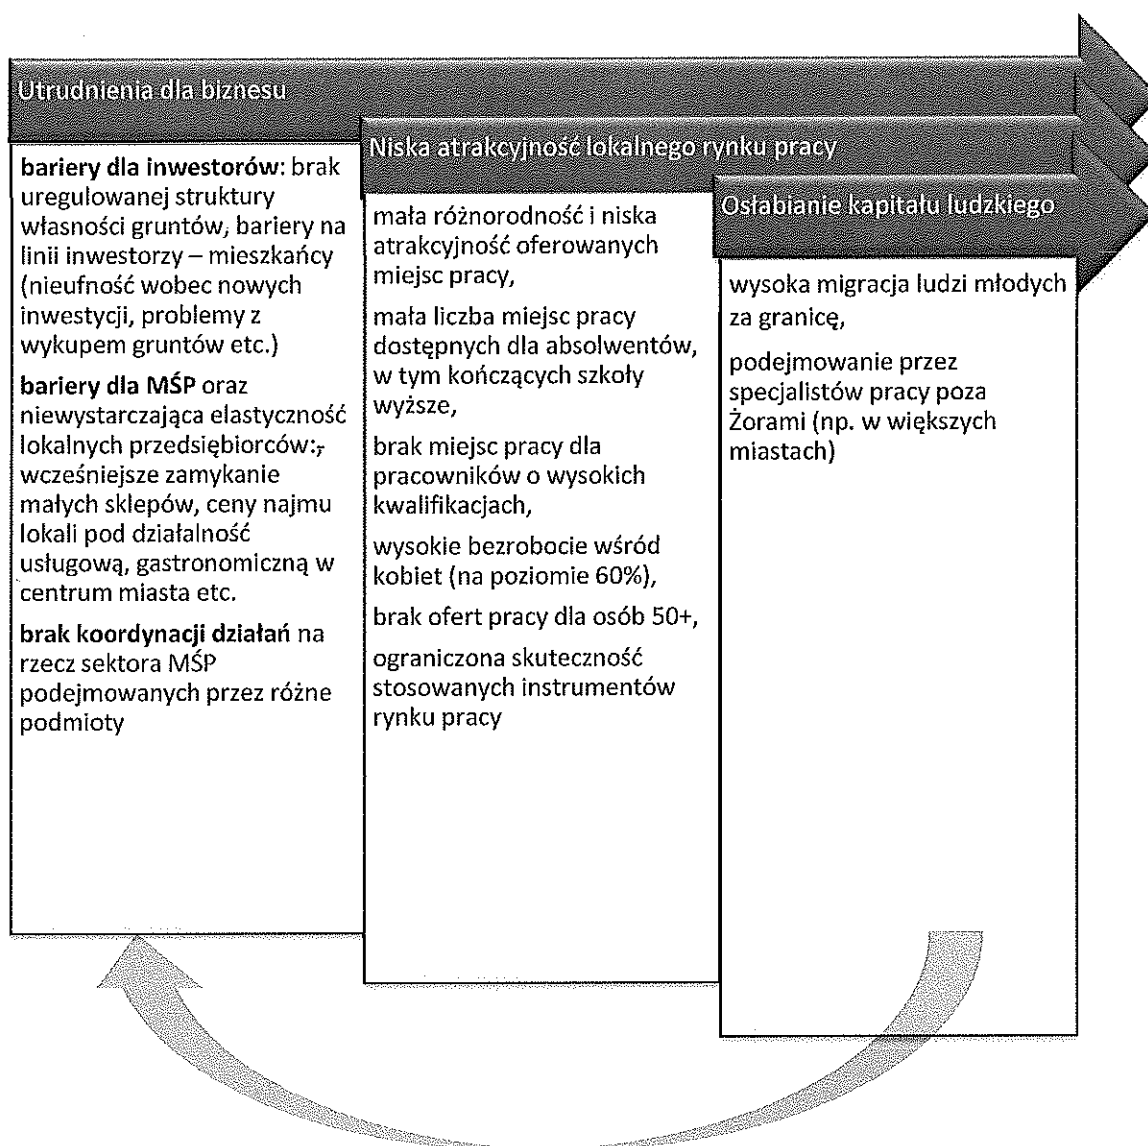 Utrudnienia dla biznesu
bariery dla inwestorów: brak
uregulowanej struktury
własności gruntów, bariery na
linii inwestorzy – mieszkańcy
(nieufność wobec nowych
inwestycji, problemy z
wykupem gruntów etc.)
bariery dla MŚP oraz
niewystarczająca elastyczność
lokalnych przedsiębiorców:,
wcześniejsze zamykanie
małych sklepów, ceny najmu
lokali pod działalność
usługową, gastronomiczną w
centrum miasta etc.
brak koordynacji działań na
rzecz sektora MŚP
podejmowanych przez różne
podmioty
Niska atrakcyjność lokalnego rynku pracy
mała różnorodność i niska
atrakcyjność oferowanych
miejsc pracy,
mała liczba miejsc pracy
dostępnych dla absolwentów,
w tym kończących szkoły
wyższe,
brak miejsc pracy dla
pracowników o wysokich
kwalifikacjach,
wysokie bezrobocie wśród
kobiet (na poziomie 60%),
brak ofert pracy dla osób 50+,
ograniczona skuteczność
stosowanych instrumentów
rynku pracy
Osłabianie kapitału ludzkiego
wysoka migracja ludzi młodych
za granicę,
podejmowanie przez
specjalistów pracy poza
Żorami (np. w większych
miastach)